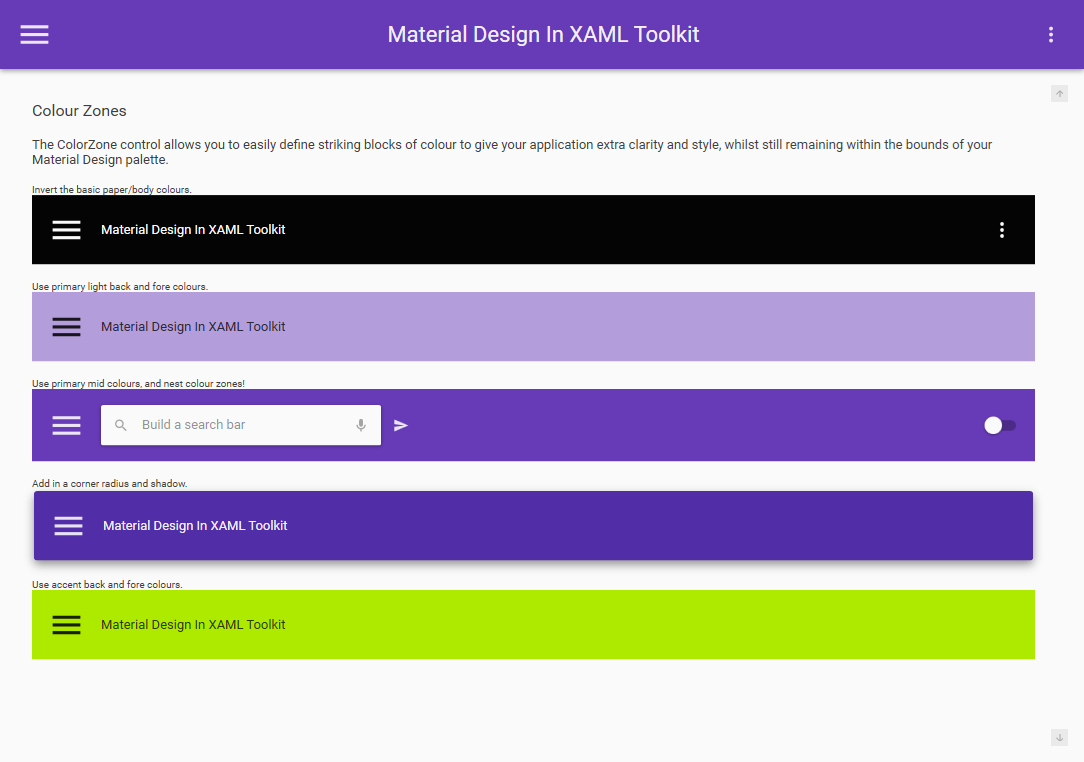 Material Design In XAML Toolkit
Colour Zones
The ColorZone control allows you to easily define striking blocks of colour to give your application extra clarity and style, whilst still remaining within the bounds of your
Material Design palette.
Invert the basic paper/body colours.
Material Design In XAML Toolkit
Use primary light back and fore colours.
Material Design In XAML Toolkit
Use primary mid colours, and nest colour zones!
Build a search bar
Add in a corner radius and shadow.
Material Design In XAML Toolkit
Use accent back and fore colours.
Material Design In XAML Toolkit